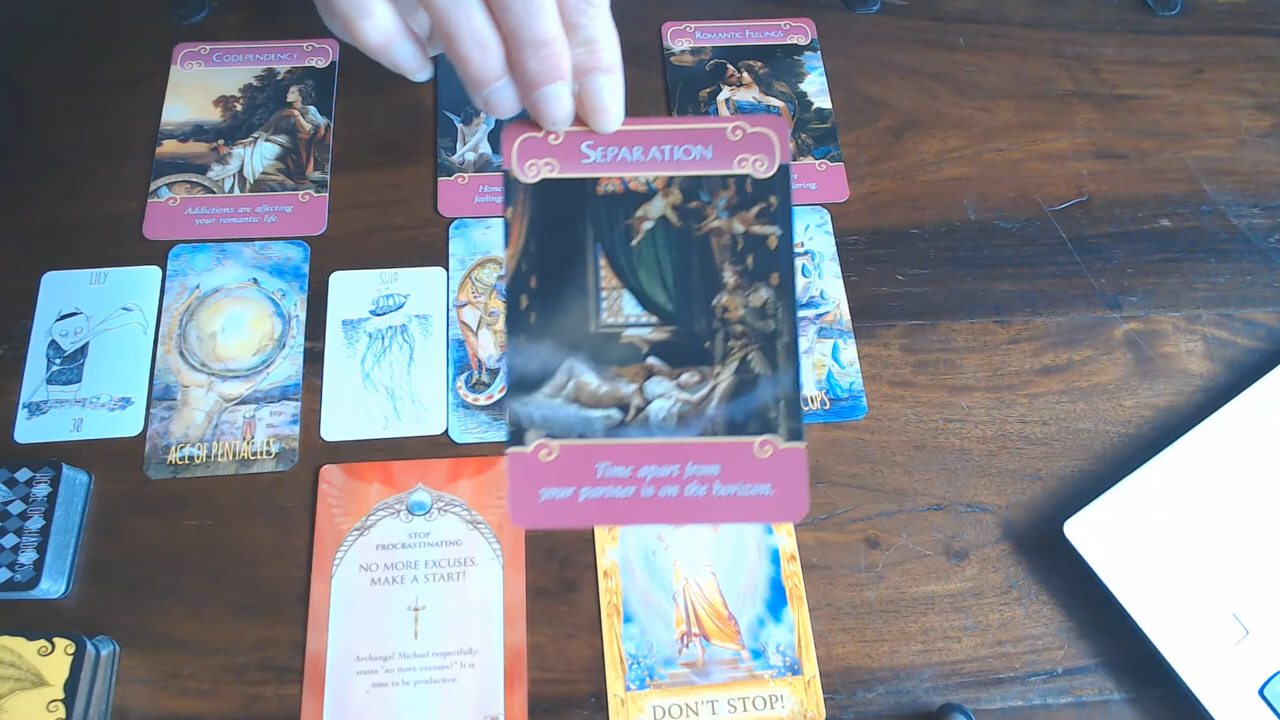 CODEPENDENCY
Addictions are affecting
your romantic life.
ROMANTIC FEELINGS
SEPARATION
Time apart from
your partner is on the horizon.
LILY
30
ACE OF PENTACLES
SHIP
3
CUPS
STOP
PROCRASTINATING
NO MORE EXCUSES,
MAKE A START!
Archangel Michael respectfully
states "no more excuses!" It is
time to be productive.
DON'T STOP!